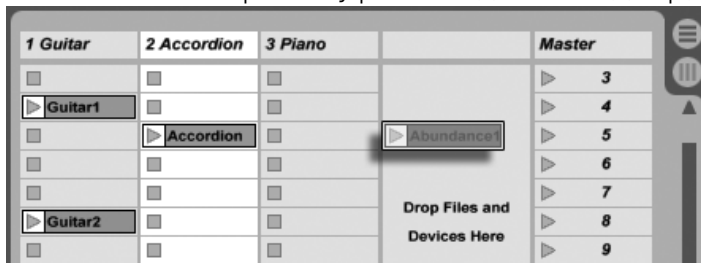 1 Guitar 2 Accordion 3 Piano Master
3
Guitar1 4
Accordion Abundance1 5
6
7
Drop Files and
Guitar2 8
Devices Here
9